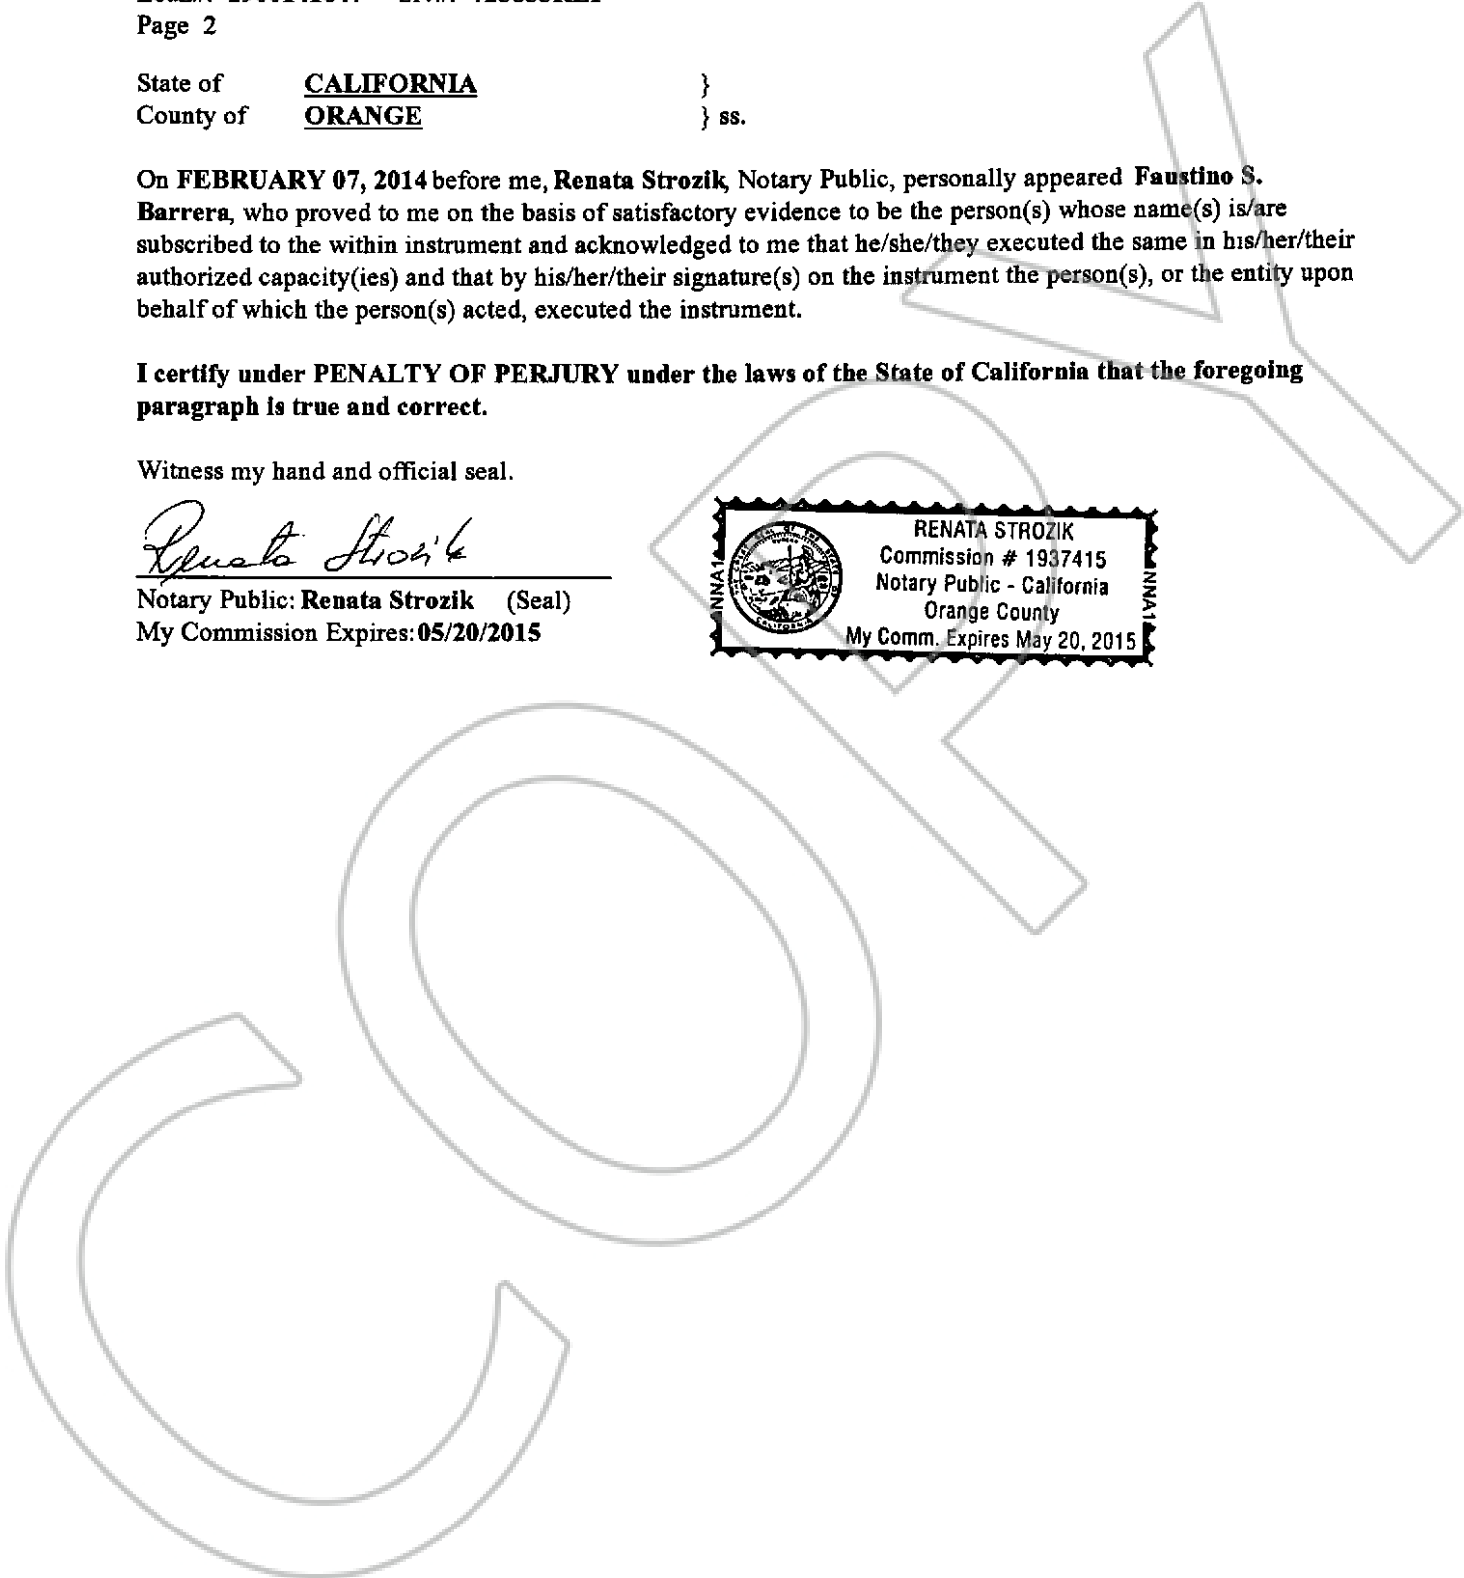 Page 2
State of CALIFORNIA }
County of ORANGE } ss.
On FEBRUARY 07, 2014 before me, Renata Strozik, Notary Public, personally appeared Faustino S.
Barrera, who proved to me on the basis of satisfactory evidence to be the person(s) whose name(s) is/are
subscribed to the within instrument and acknowledged to me that he/she/they executed the same in his/her/their
authorized capacity(ies) and that by his/her/their signature(s) on the instrument the person(s), or the entity upon
behalf of which the person(s) acted, executed the instrument.
I certify under PENALTY OF PERJURY under the laws of the State of California that the foregoing
paragraph is true and correct.
Witness my hand and official seal.
Renata Strozik
Notary Public: Renata Strozik (Seal)
My Commission Expires: 05/20/2015
NNA1
RENATA STROZIK
Commission # 1937415
Notary Public - California
Orange County
My Comm. Expires May 20, 2015
NNA1
COPY